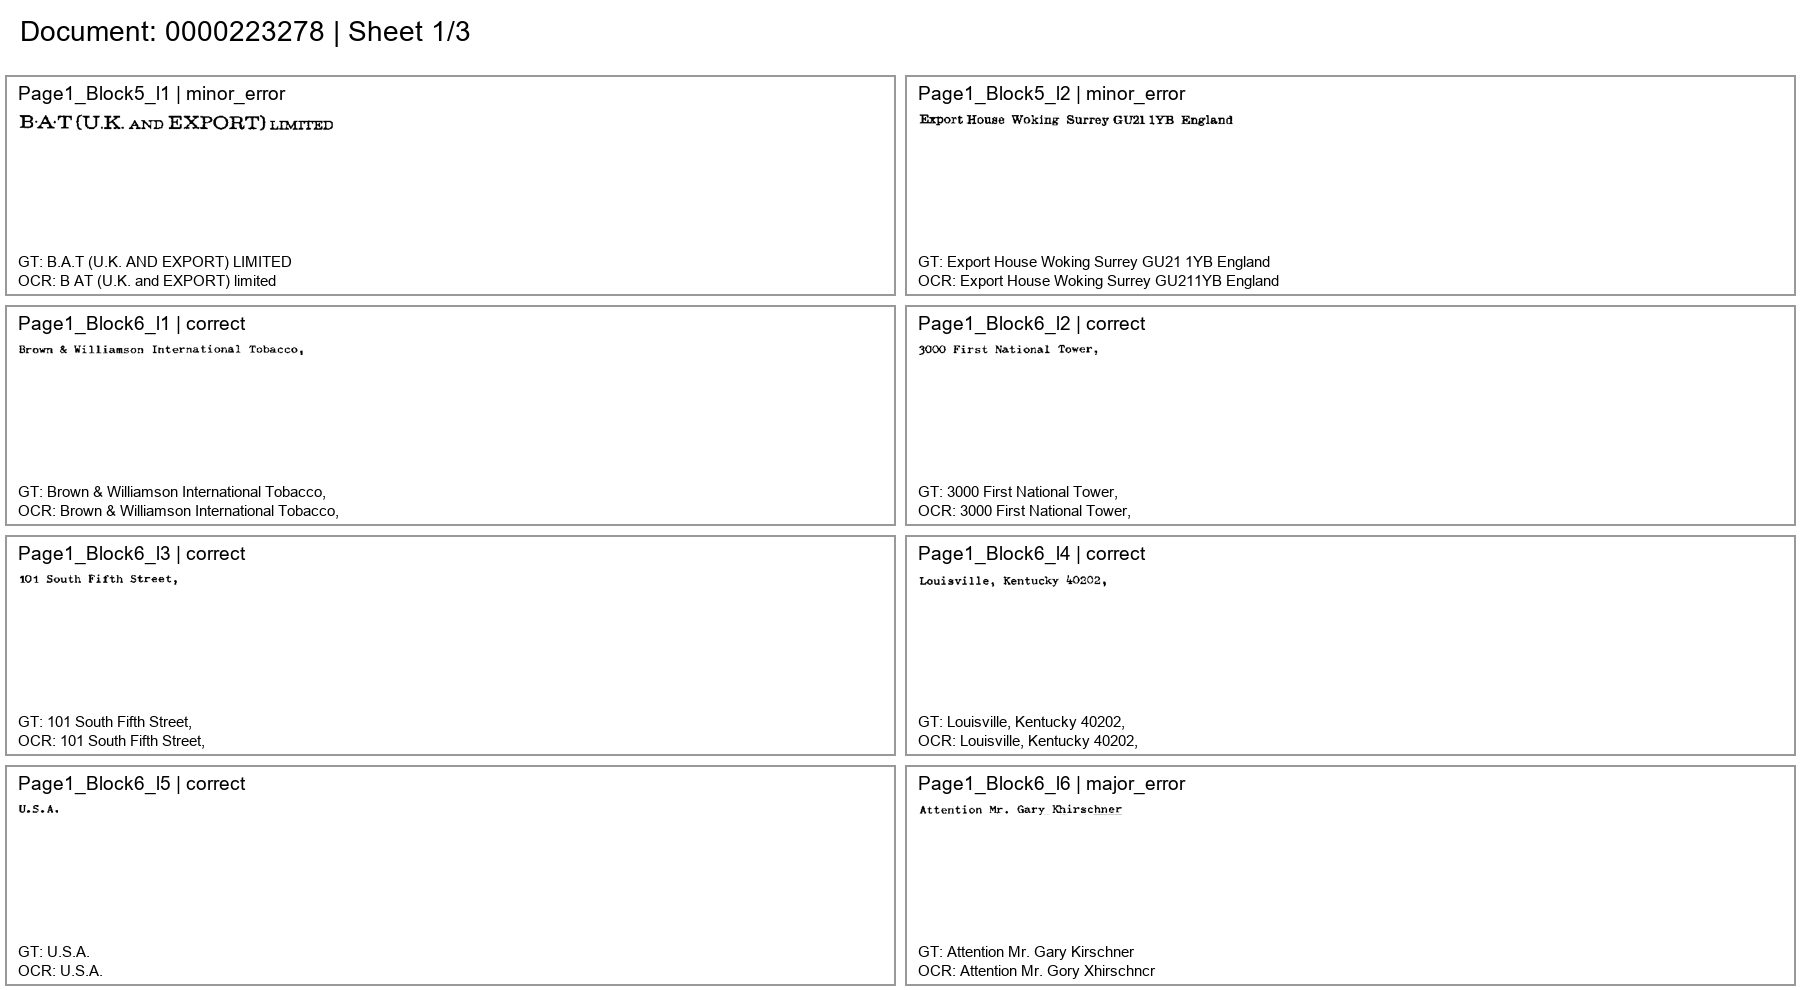 Document: 0000223278 | Sheet 1/3
Page1_Block5_l1 | minor_error
B·A·T (U.K. AND EXPORT) LIMITED
GT: B.A.T (U.K. AND EXPORT) LIMITED
OCR: B AT (U.K. and EXPORT) limited
Page1_Block5_l2 | minor_error
Export House Woking Surrey GU21 1YB England
GT: Export House Woking Surrey GU21 1YB England
OCR: Export House Woking Surrey GU211YB England
Page1_Block6_l1 | correct
Brown & Williamson International Tobacco,
GT: Brown & Williamson International Tobacco,
OCR: Brown & Williamson International Tobacco,
Page1_Block6_l2 | correct
3000 First National Tower,
GT: 3000 First National Tower,
OCR: 3000 First National Tower,
Page1_Block6_l3 | correct
101 South Fifth Street,
GT: 101 South Fifth Street,
OCR: 101 South Fifth Street,
Page1_Block6_l4 | correct
Louisville, Kentucky 40202,
GT: Louisville, Kentucky 40202,
OCR: Louisville, Kentucky 40202,
Page1_Block6_l5 | correct
U.S.A.
GT: U.S.A.
OCR: U.S.A.
Page1_Block6_l6 | major_error
Attention Mr. Gary Khirschner
GT: Attention Mr. Gary Kirschner
OCR: Attention Mr. Gory Xhirschncr